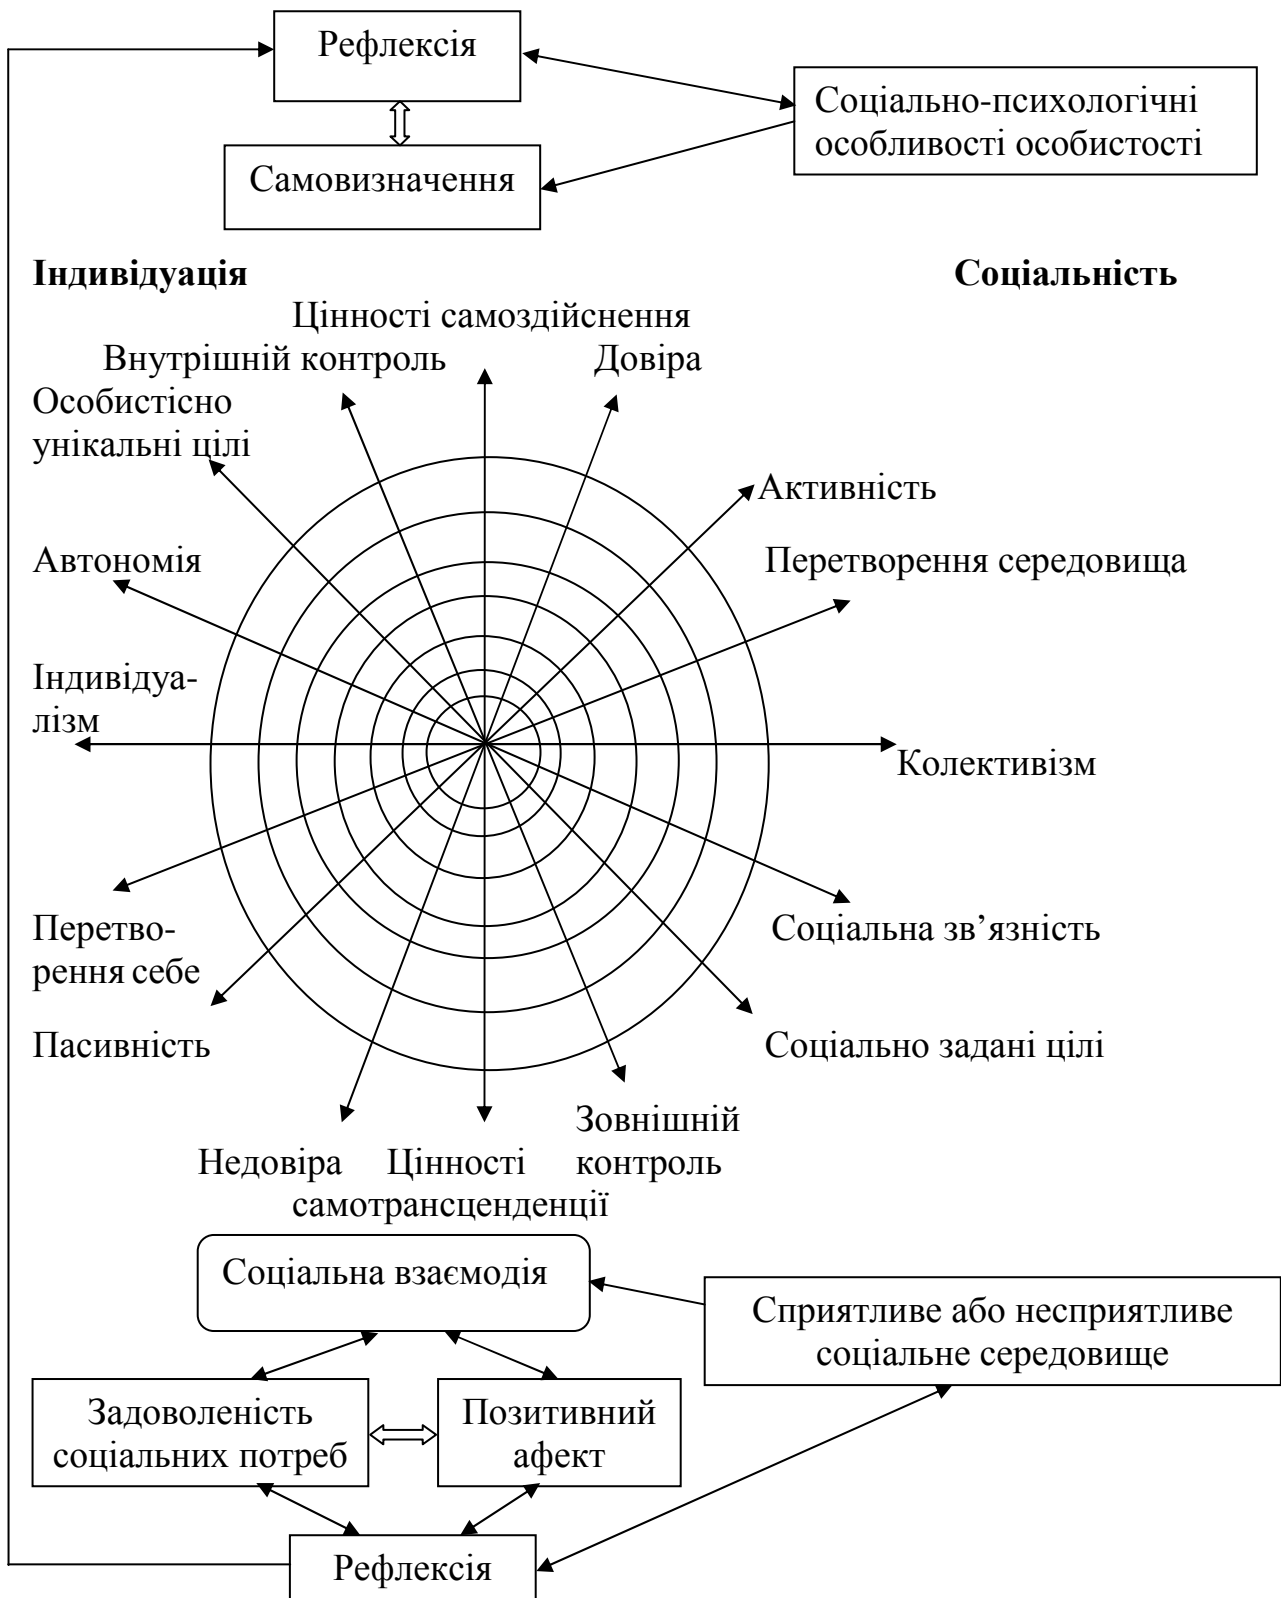 Рефлексія
Соціально-психологічні
особливості особистості
Самовизначення
Індивідуація
Соціальність
Цінності самоздійснення
Внутрішній контроль
Довіра
Особистісно
унікальні цілі
Активність
Автономія
Перетворення середовища
Індивідуа-
лізм
Колективізм
Перетво-
рення себе
Соціальна зв’язність
Пасивність
Соціально задані цілі
Зовнішній
контроль
Недовіра
Цінності
самотрансценденції
Соціальна взаємодія
Сприятливе або несприятливе
соціальне середовище
Задоволеність
соціальних потреб
Позитивний
афект
Рефлексія